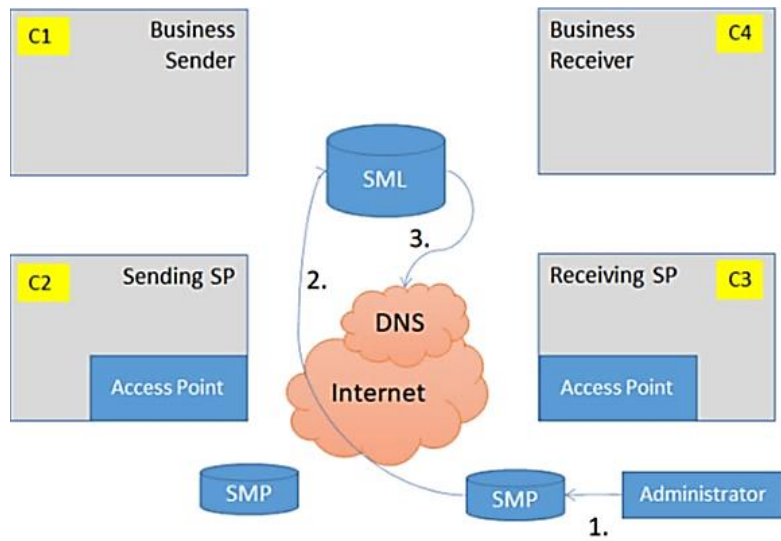 C1
Business
Sender
Business
Receiver
C4
SML
3.
2.
C2
Sending SP
Receiving SP
C3
DNS
Internet
Access Point
Access Point
SMP
SMP
Administrator
1.